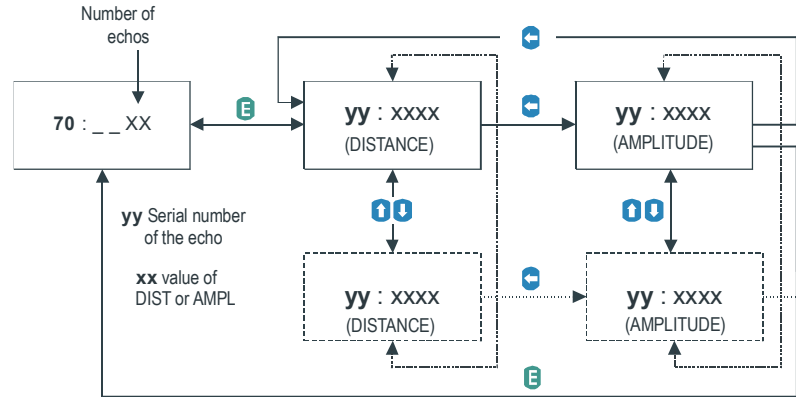 Number of
echos
70 : _ _ XX
E
yy : xxxx
(DISTANCE)
yy : xxxx
(AMPLITUDE)
yy Serial number
of the echo
xx value of
DIST or AMPL
yy : xxxx
(DISTANCE)
yy : xxxx
(AMPLITUDE)
E